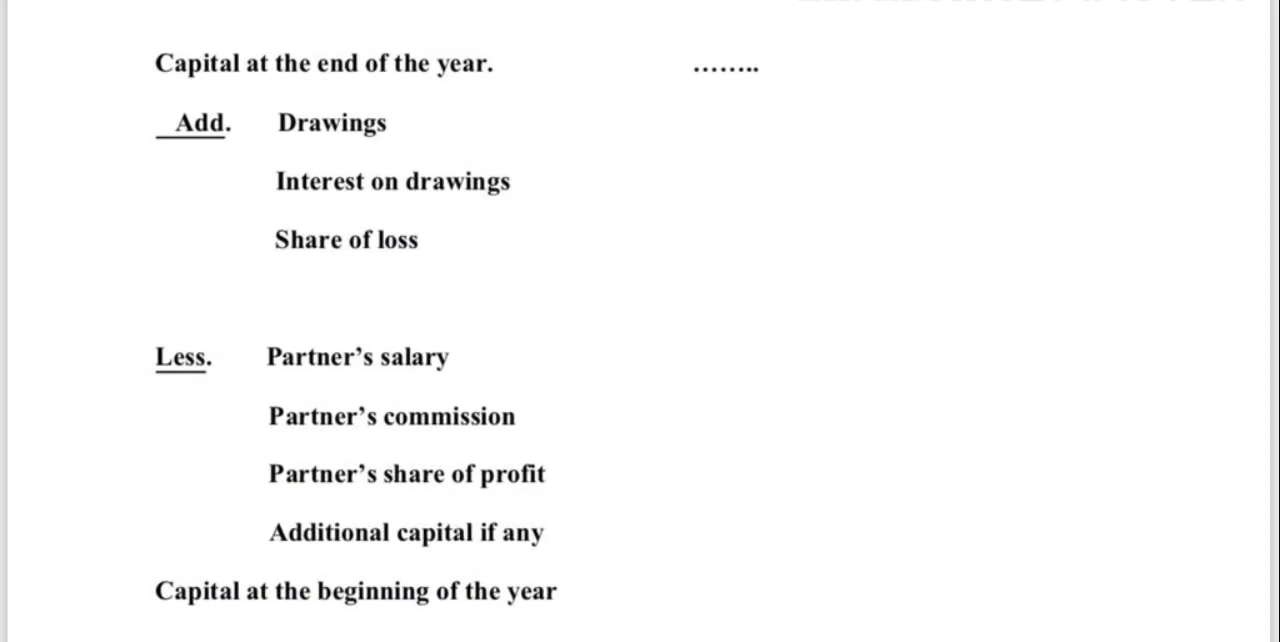 Capital at the end of the year. ........
Add. Drawings
Interest on drawings
Share of loss
Less. Partner’s salary
Partner’s commission
Partner’s share of profit
Additional capital if any
Capital at the beginning of the year